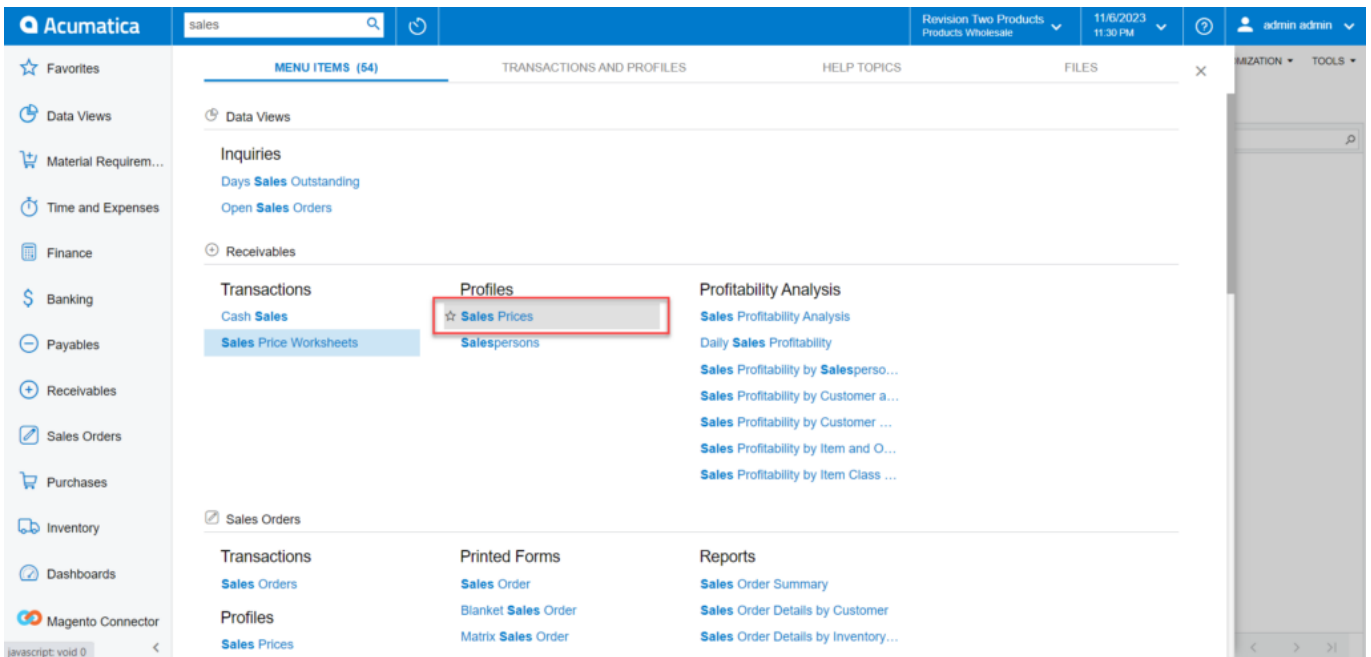 Acumatica
sales
Revision Two Products
Products Wholesale
11/6/2023
11:30 PM
admin admin
Favorites
Data Views
Material Requirem...
Time and Expenses
Finance
Banking
Payables
Receivables
Sales Orders
Purchases
Inventory
Dashboards
Magento Connector
javascript: void 0
MENU ITEMS (54)
TRANSACTIONS AND PROFILES
HELP TOPICS
FILES
MIZATION
TOOLS
Data Views
Inquiries
Days Sales Outstanding
Open Sales Orders
Receivables
Transactions
Cash Sales
Sales Price Worksheets
Profiles
Sales Prices
Salespersons
Profitability Analysis
Sales Profitability Analysis
Daily Sales Profitability
Sales Profitability by Salesperso...
Sales Profitability by Customer a...
Sales Profitability by Customer ...
Sales Profitability by Item and O...
Sales Profitability by Item Class ...
Sales Orders
Transactions
Sales Orders
Profiles
Sales Prices
Printed Forms
Sales Order
Blanket Sales Order
Matrix Sales Order
Reports
Sales Order Summary
Sales Order Details by Customer
Sales Order Details by Inventory...